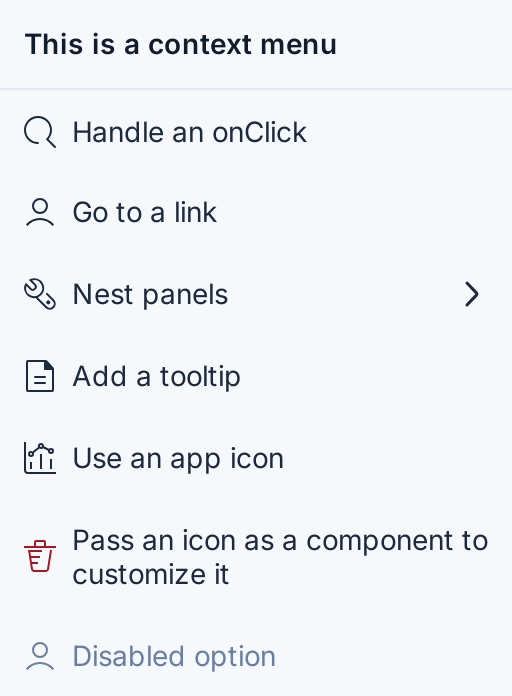 This is a context menu
Handle an onClick
Go to a link
Nest panels
Add a tooltip
Use an app icon
Pass an icon as a component to
customize it
Disabled option